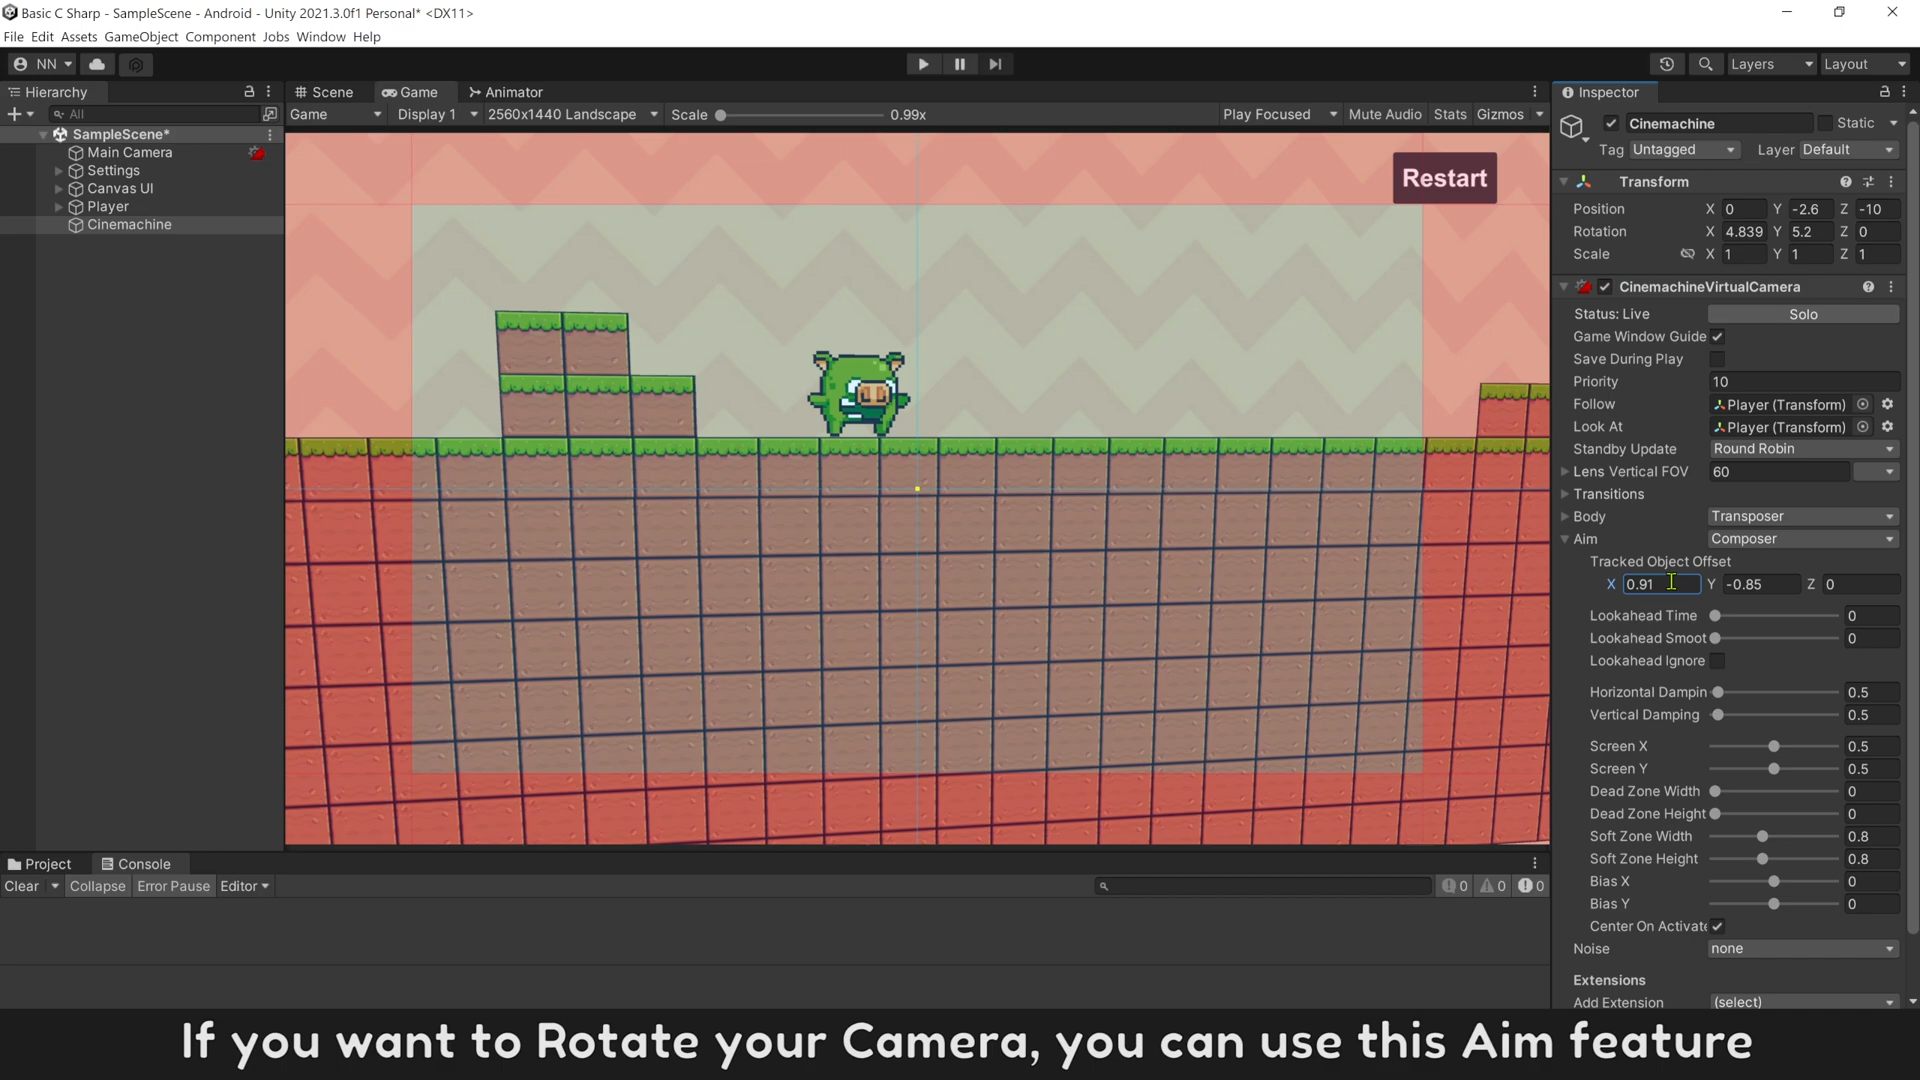 Basic C Sharp - SampleScene - Android - Unity 2021.3.0f1 Personal* <DX11>
File Edit Assets GameObject Component Jobs Window Help
NN Layers Layout
Hierarchy
All
SampleScene*
Main Camera
Settings
Canvas UI
Player
Cinemachine
Scene Game Animator
Game Display 1 2560x1440 Landscape Scale 0.99x Play Focused Mute Audio Stats Gizmos
Restart
Inspector
Cinemachine Static
Tag Untagged Layer Default
Transform
Position X 0 Y -2.6 Z -10
Rotation X 4.839 Y 5.2 Z 0
Scale X 1 Y 1 Z 1
CinemachineVirtualCamera
Status: Live Solo
Game Window Guide
Save During Play
Priority 10
Follow Player (Transform)
Look At Player (Transform)
Standby Update Round Robin
Lens Vertical FOV 60
Transitions
Body Transposer
Aim Composer
Tracked Object Offset
X 0.91 Y -0.85 Z 0
Lookahead Time 0
Lookahead Smoot 0
Lookahead Ignore
Horizontal Dampin 0.5
Vertical Damping 0.5
Screen X 0.5
Screen Y 0.5
Dead Zone Width 0
Dead Zone Height 0
Soft Zone Width 0.8
Soft Zone Height 0.8
Bias X 0
Bias Y 0
Center On Activate
Noise none
Extensions
Add Extension (select)
Project Console
Clear Collapse Error Pause Editor 0 0 0
If you want to Rotate your Camera, you can use this Aim feature